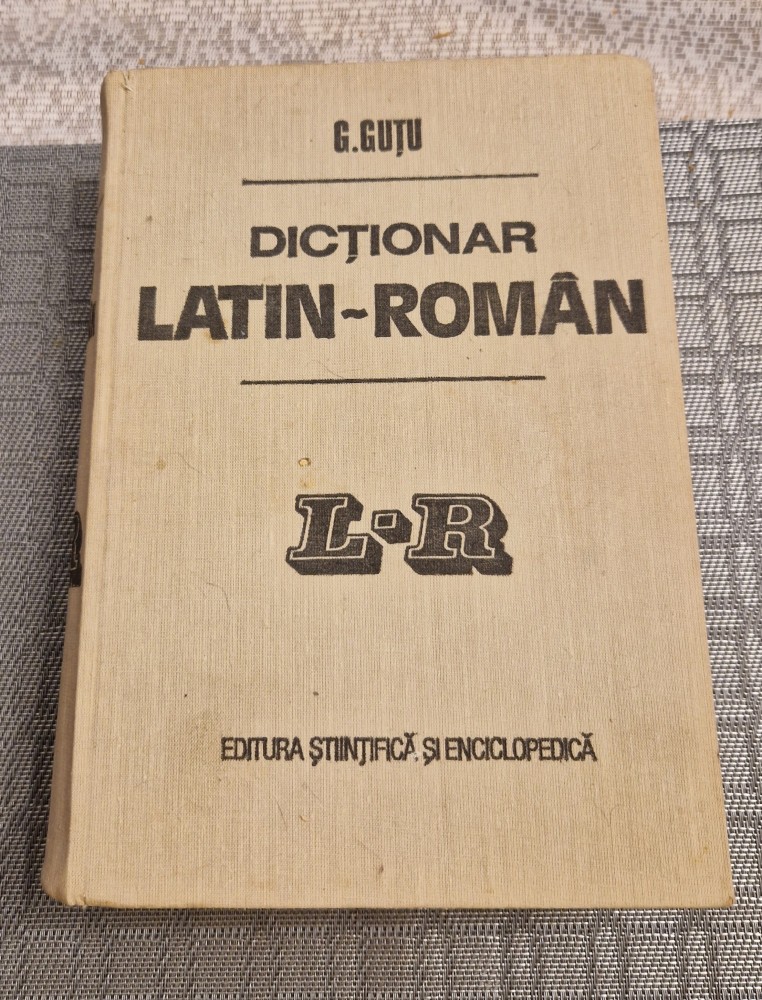 G.GUȚU
DICȚIONAR
LATIN~ROMÂN
L·R
EDITURA ȘTIINȚIFICĂ ȘI ENCICLOPEDICĂ